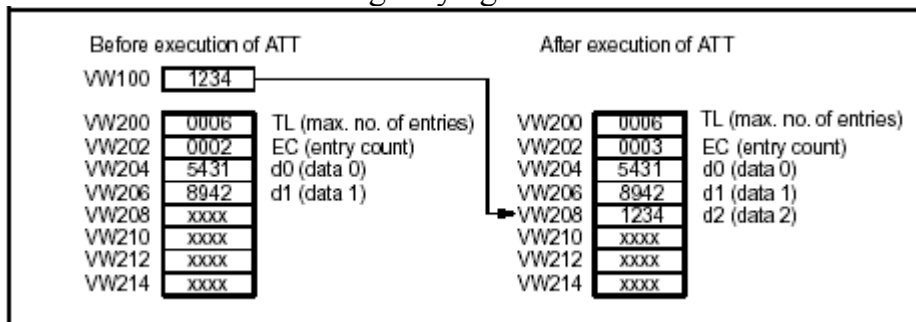 Before execution of ATT After execution of ATT
VW100 1234
VW200 0006 TL (max. no. of entries) VW200 0006 TL (max. no. of entries)
VW202 0002 EC (entry count) VW202 0003 EC (entry count)
VW204 5431 d0 (data 0) VW204 5431 d0 (data 0)
VW206 8942 d1 (data 1) VW206 8942 d1 (data 1)
VW208 xxxx VW208 1234 d2 (data 2)
VW210 xxxx VW210 xxxx
VW212 xxxx VW212 xxxx
VW214 xxxx VW214 xxxx